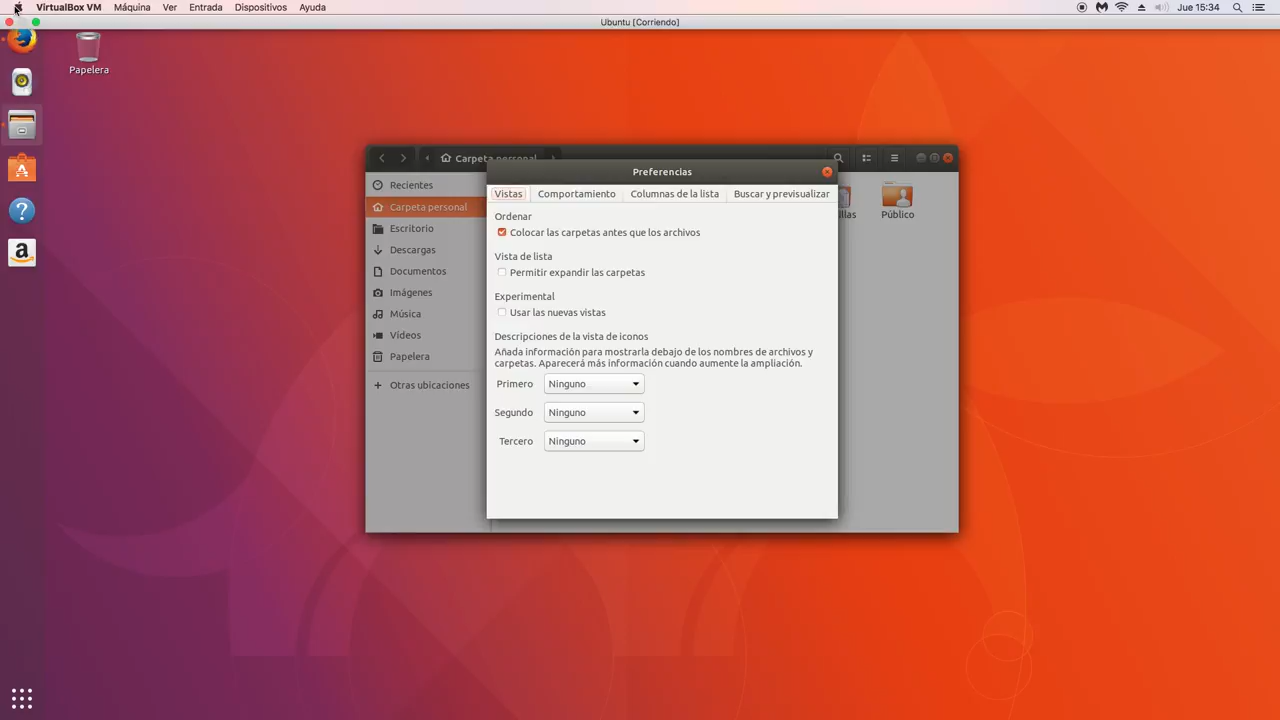 VirtualBox VM Máquina Ver Entrada Dispositivos Ayuda Jue 15:34
Ubuntu [Corriendo]
Papelera
Carpeta personal
Preferencias
Recientes
Carpeta personal
Escritorio
Descargas
Documentos
Imágenes
Música
Vídeos
Papelera
Otras ubicaciones
Vistas Comportamiento Columnas de la lista Buscar y previsualizar
Ordenar
Colocar las carpetas antes que los archivos
Vista de lista
Permitir expandir las carpetas
Experimental
Usar las nuevas vistas
Descripciones de la vista de iconos
Añada información para mostrarla debajo de los nombres de archivos y
carpetas. Aparecerá más información cuando aumente la ampliación.
Primero Ninguno
Segundo Ninguno
Tercero Ninguno
Público